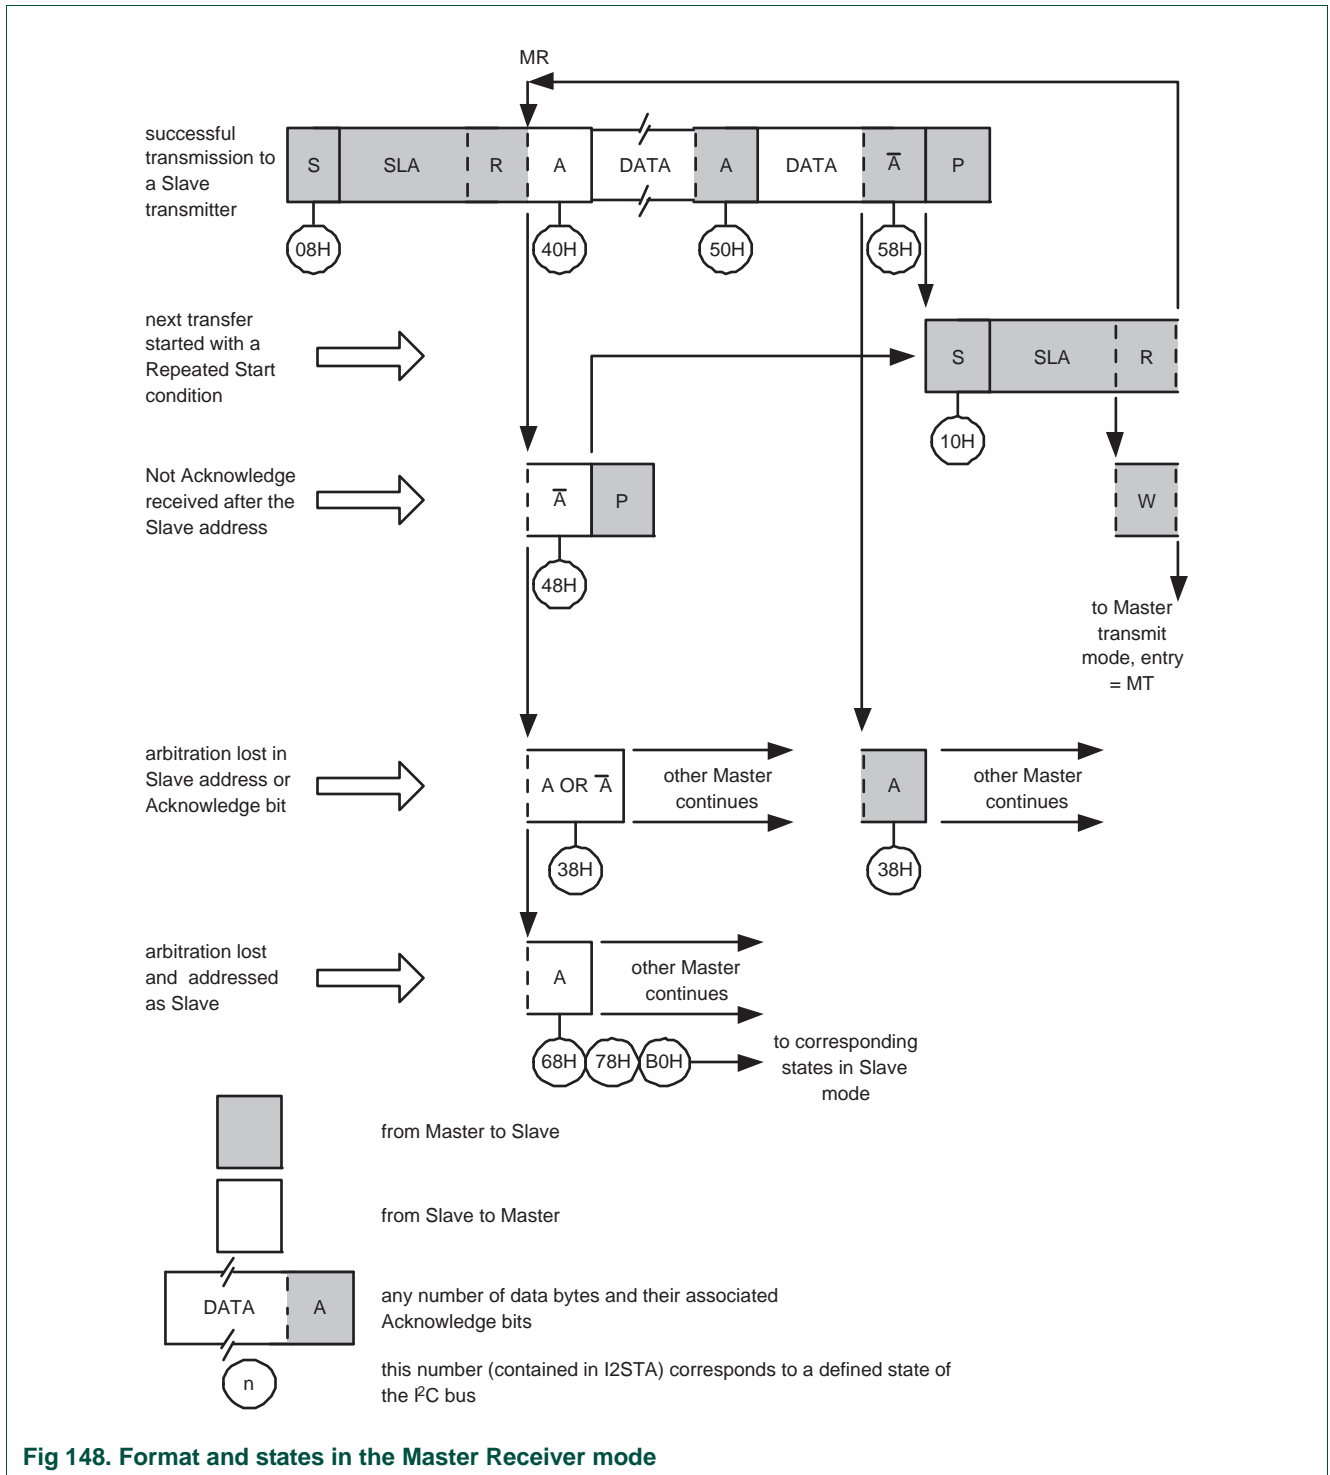 MR
successful
transmission to
a Slave
transmitter
S SLA R A DATA A DATA A̅ P
08H 40H 50H 58H
next transfer
started with a
Repeated Start
condition
S SLA R
10H
Not Acknowledge
received after the
Slave address
A̅ P
W
48H
to Master
transmit
mode, entry
= MT
arbitration lost in
Slave address or
Acknowledge bit
A OR A̅
other Master
continues
A
other Master
continues
38H 38H
arbitration lost
and addressed
as Slave
A
other Master
continues
68H 78H B0H
to corresponding
states in Slave
mode
from Master to Slave
from Slave to Master
DATA A
any number of data bytes and their associated
Acknowledge bits
n
this number (contained in I2STA) corresponds to a defined state of
the I²C bus
Fig 148. Format and states in the Master Receiver mode